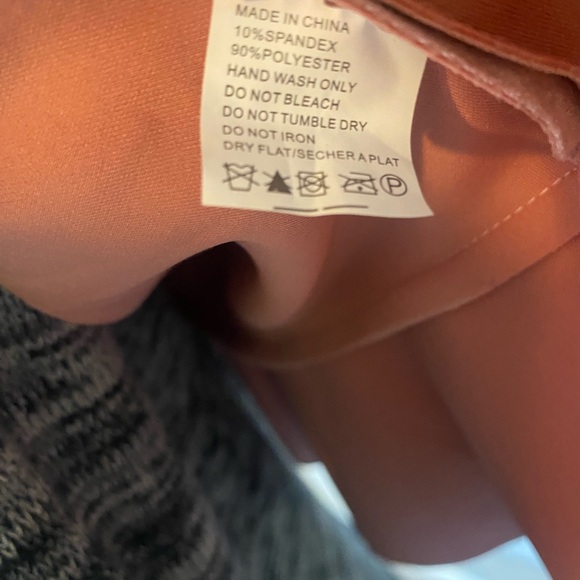 MADE IN CHINA
10%SPANDEX
90%POLYESTER
HAND WASH ONLY
DO NOT BLEACH
DO NOT TUMBLE DRY
DO NOT IRON
DRY FLAT/SECHER A PLAT
P